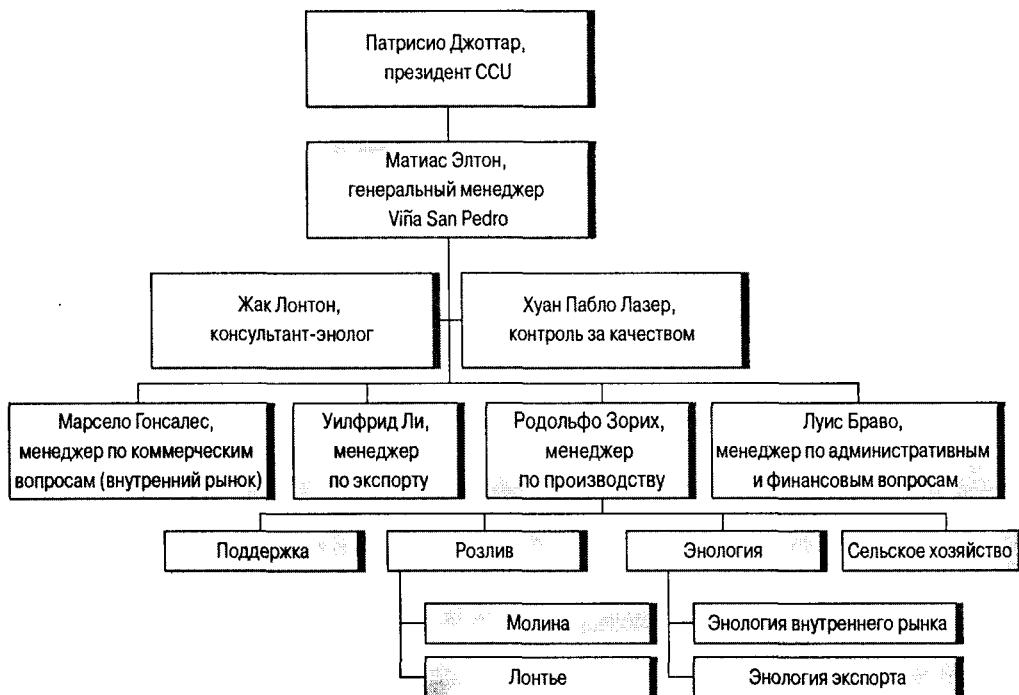 Патрисио Джоттар,
президент CCU
Матиас Элтон,
генеральный менеджер
Viña San Pedro
Жак Лонтон,
консультант-энолог
Хуан Пабло Лазер,
контроль за качеством
Марсело Гонсалес,
менеджер по коммерческим
вопросам (внутренний рынок)
Уилфрид Ли,
менеджер
по экспорту
Родольфо Зорих,
менеджер
по производству
Луис Браво,
менеджер по административным
и финансовым вопросам
Поддержка
Розлив
Энология
Сельское хозяйство
Молина
Лонтье
Энология внутреннего рынка
Энология экспорта